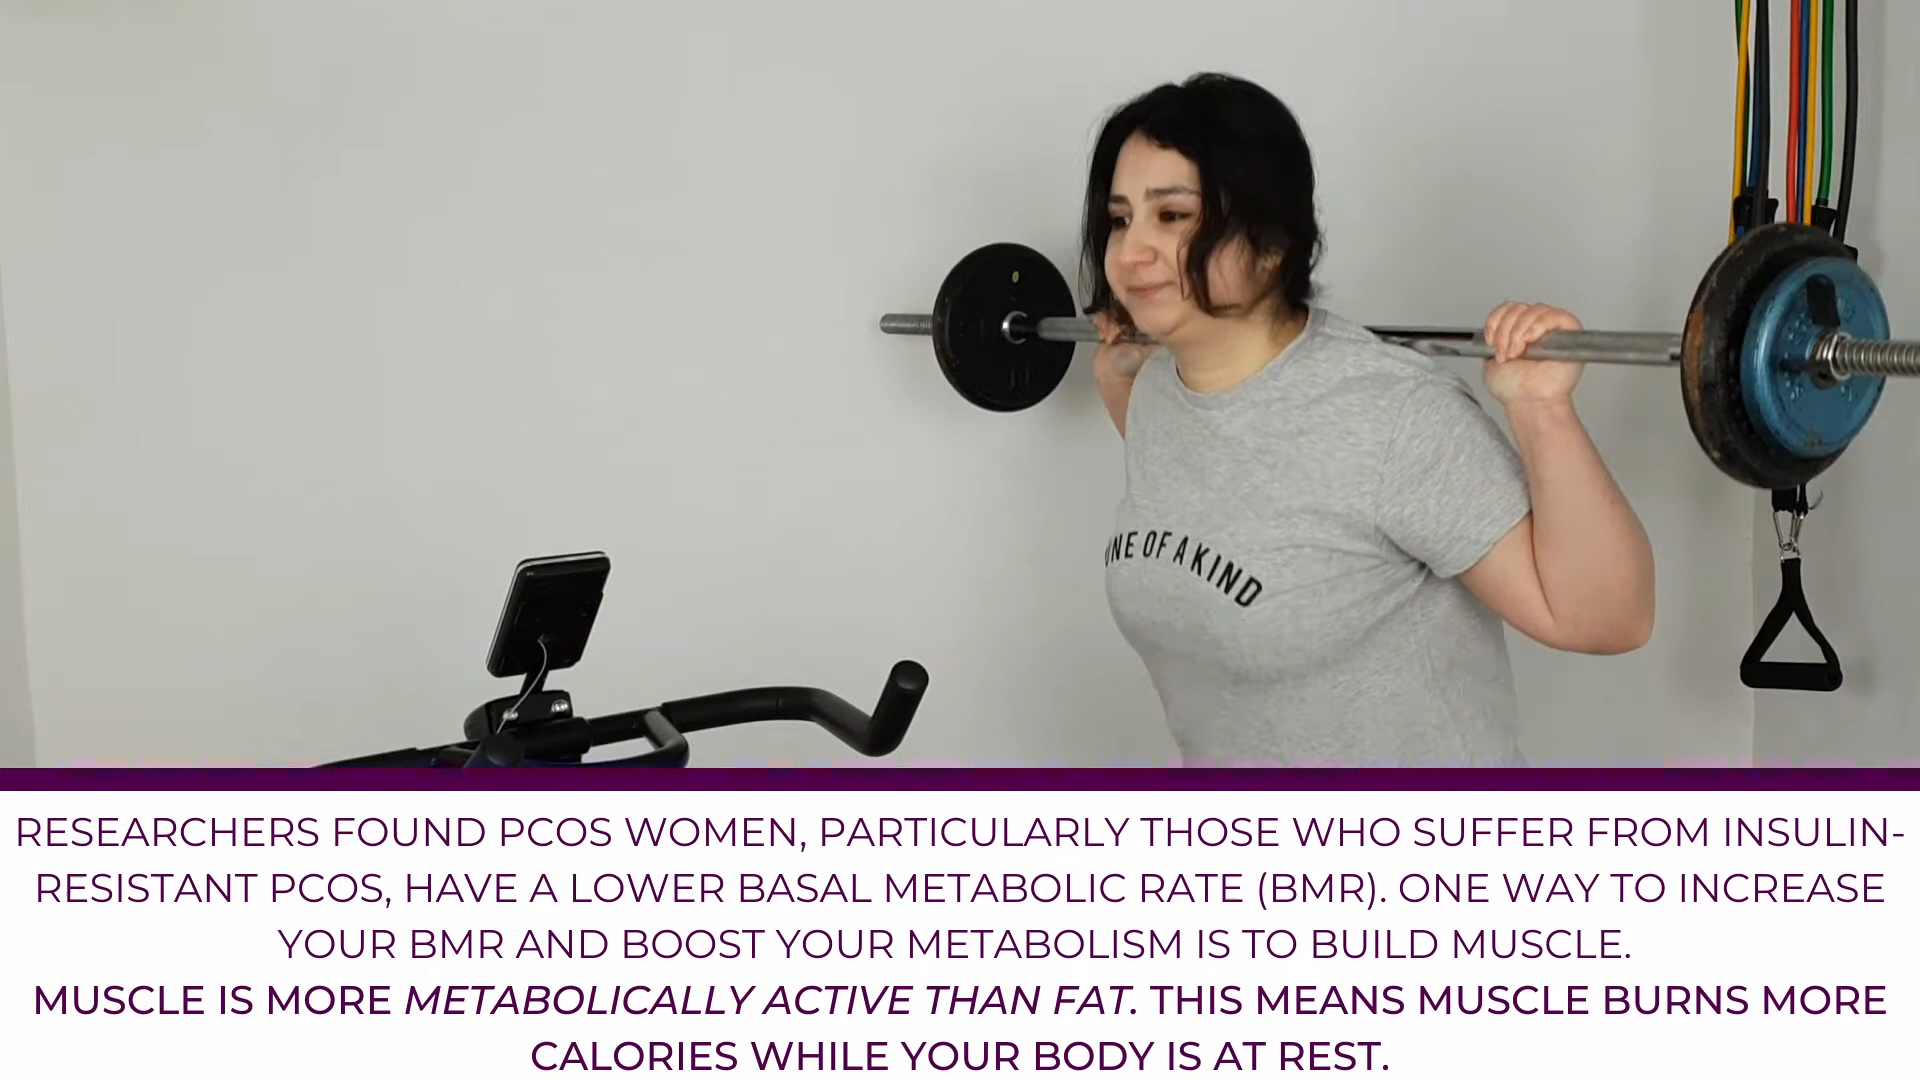 ONE OF A KIND
RESEARCHERS FOUND PCOS WOMEN, PARTICULARLY THOSE WHO SUFFER FROM INSULIN-
RESISTANT PCOS, HAVE A LOWER BASAL METABOLIC RATE (BMR). ONE WAY TO INCREASE
YOUR BMR AND BOOST YOUR METABOLISM IS TO BUILD MUSCLE.
MUSCLE IS MORE METABOLICALLY ACTIVE THAN FAT. THIS MEANS MUSCLE BURNS MORE
CALORIES WHILE YOUR BODY IS AT REST.